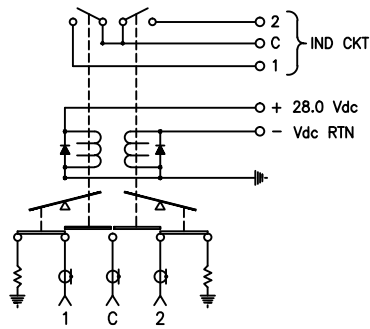 2
C IND CKT
1
+ 28.0 Vdc
- Vdc RTN
1 C 2